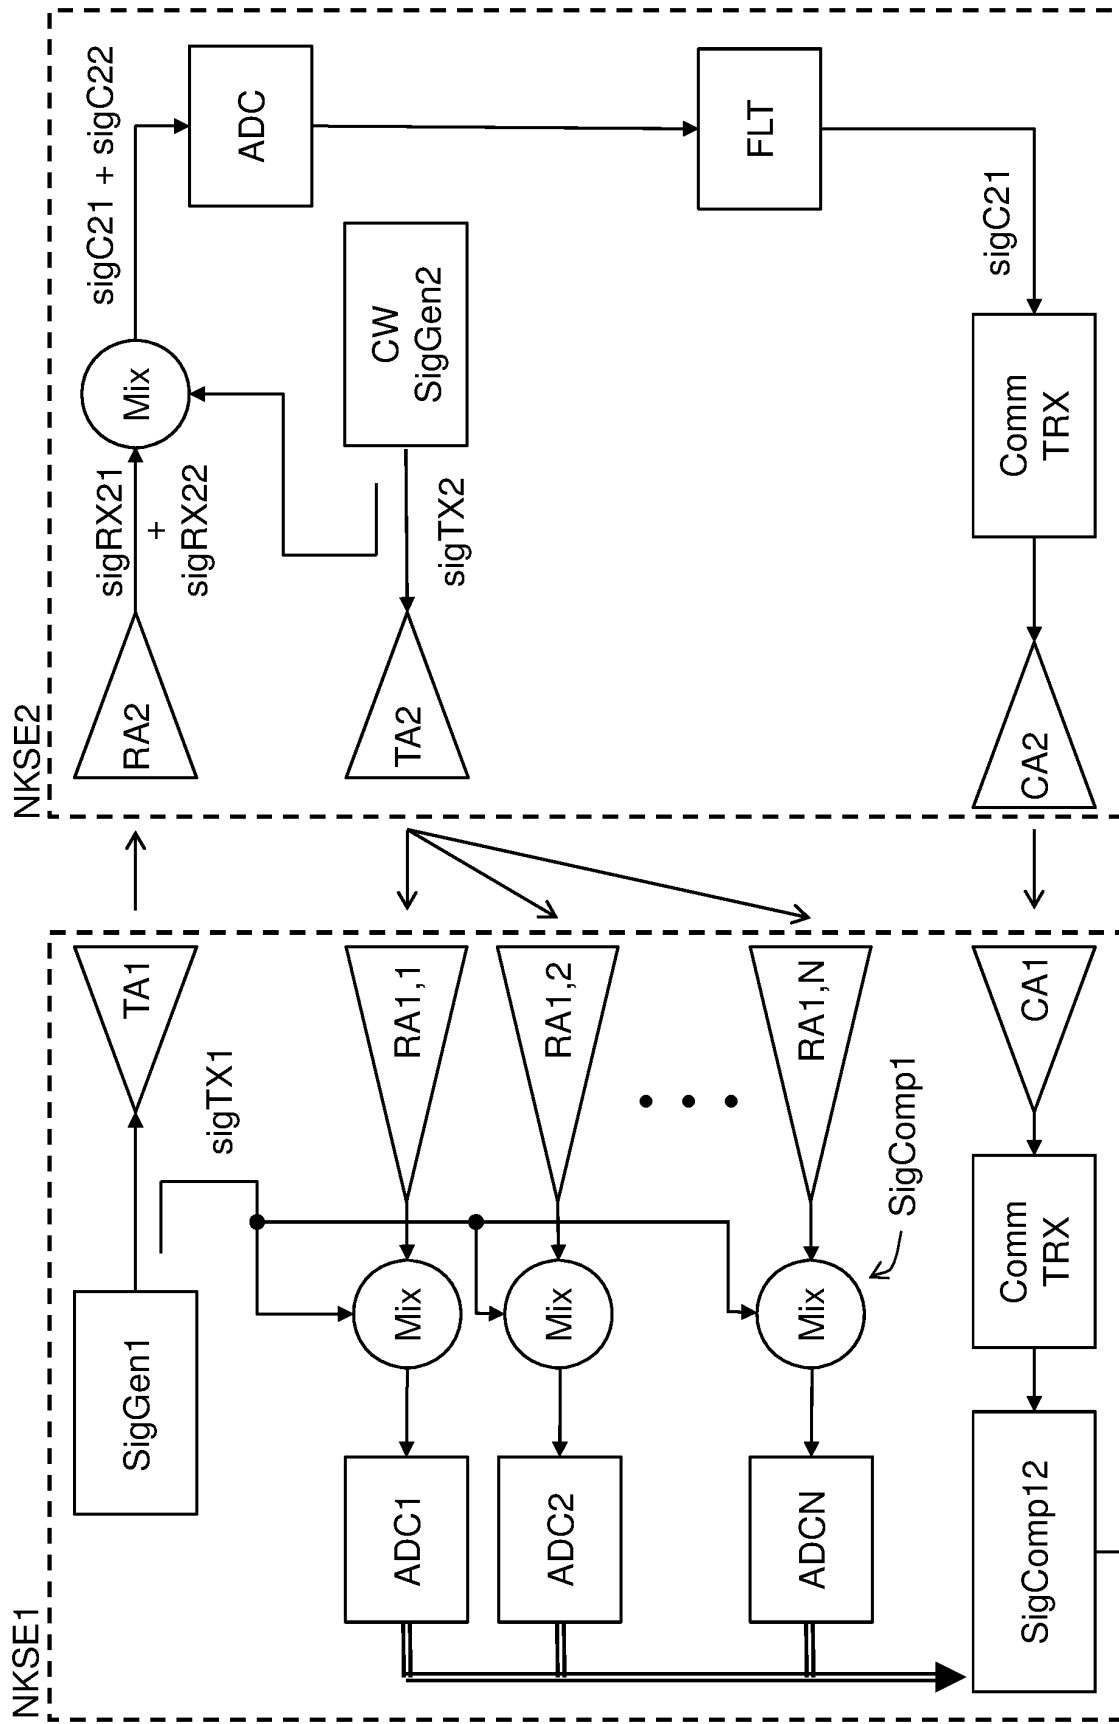 NKSE1
SigGen1
TA1
sigTX1
ADC1
Mix
RA1,1
ADC2
Mix
RA1,2
ADCN
Mix
RA1,N
SigComp1
SigComp12
Comm
TRX
CA1
NKSE2
RA2
sigRX21
+
sigRX22
Mix
sigC21 + sigC22
ADC
TA2
sigTX2
CW
SigGen2
FLT
CA2
Comm
TRX
sigC21